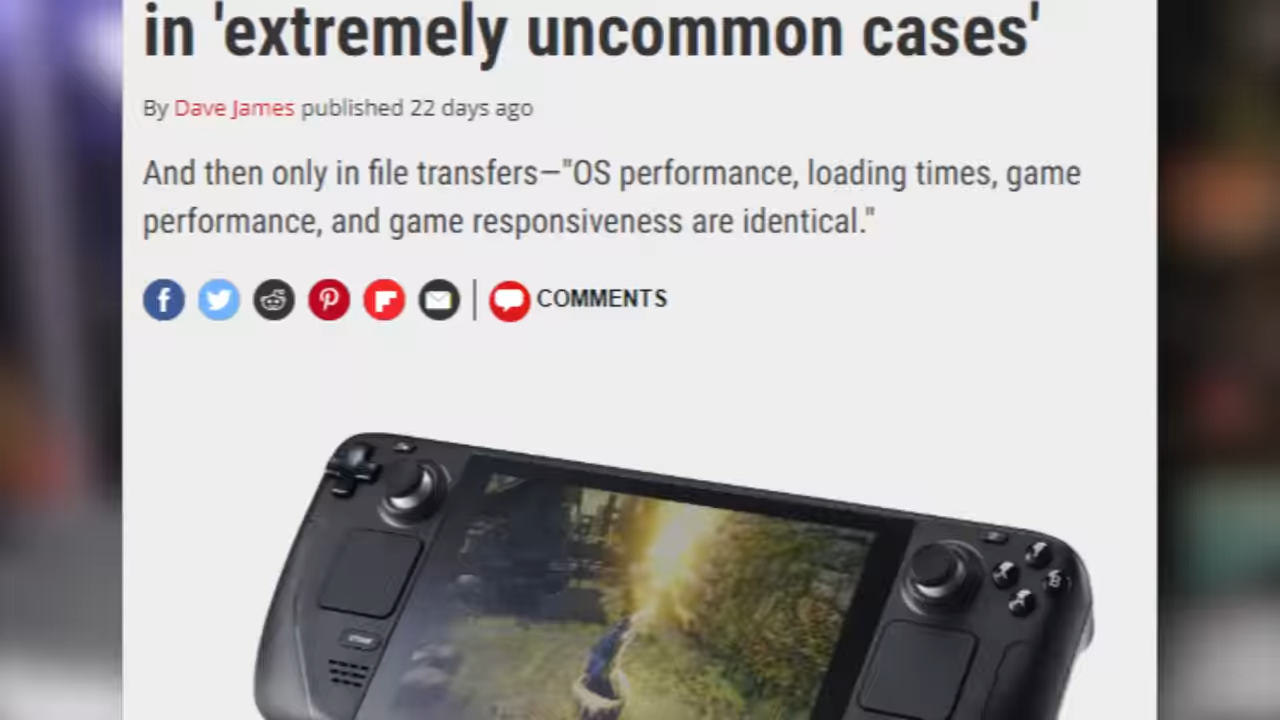 in 'extremely uncommon cases'
By Dave James published 22 days ago
And then only in file transfers—"OS performance, loading times, game
performance, and game responsiveness are identical."
COMMENTS